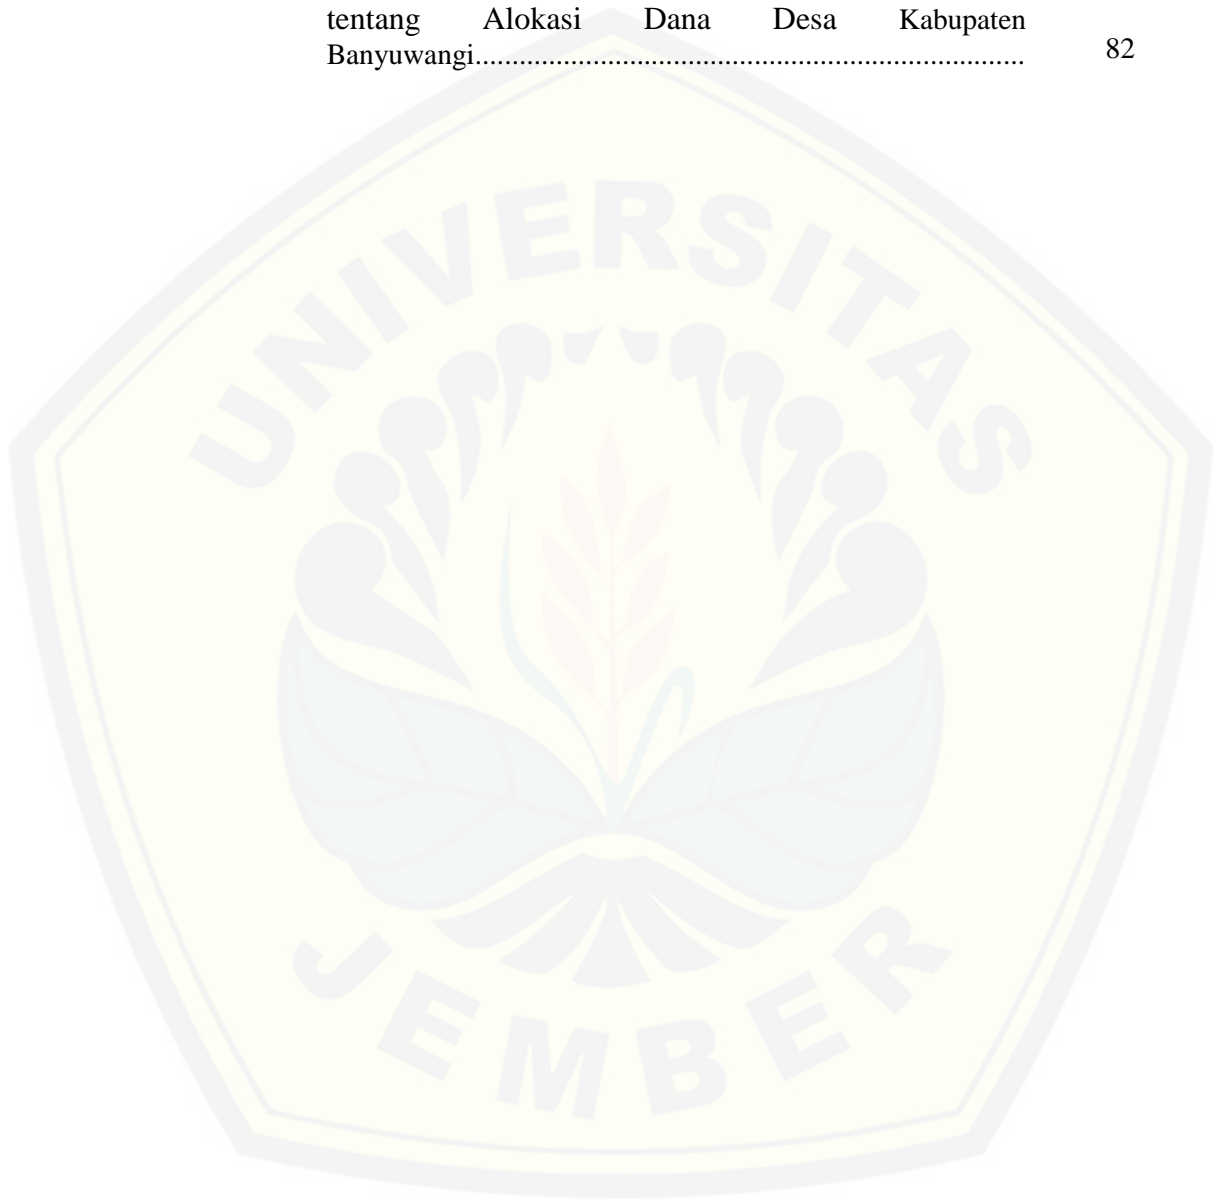 tentang Alokasi Dana Desa Kabupaten
Banyuwangi........................................................................... 82
UNIVERSITAS
JEMBER